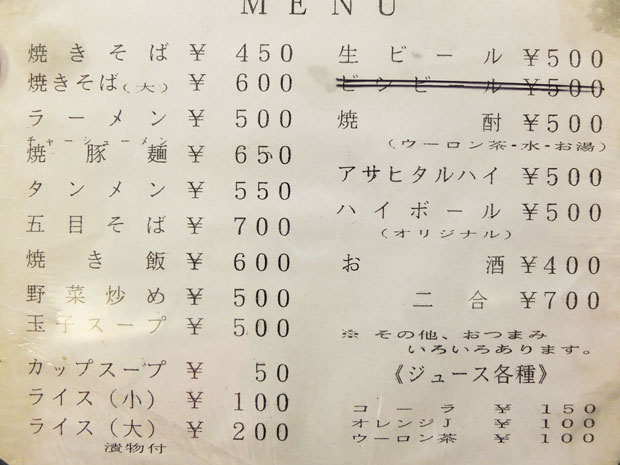 MENU
焼きそば ¥ 450
焼きそば(大) ¥ 600
ラーメン ¥ 500
チャーシューメン
焼豚麺 ¥ 650
タンメン ¥ 550
五目そば ¥ 700
焼き飯 ¥ 600
野菜炒め ¥ 500
玉子スープ ¥ 500
カップスープ ¥ 50
ライス(小) ¥ 100
ライス(大) ¥ 200
漬物付
生ビール ¥500
ビンビール ¥500
焼酎 ¥500
(ウーロン茶・水・お湯)
アサヒタルハイ ¥500
ハイボール ¥500
(オリジナル)
お酒 ¥400
二合 ¥700
※ その他、おつまみ
いろいろあります。
《ジュース各種》
コーラ ¥ 150
オレンジJ ¥ 100
ウーロン茶 ¥ 100